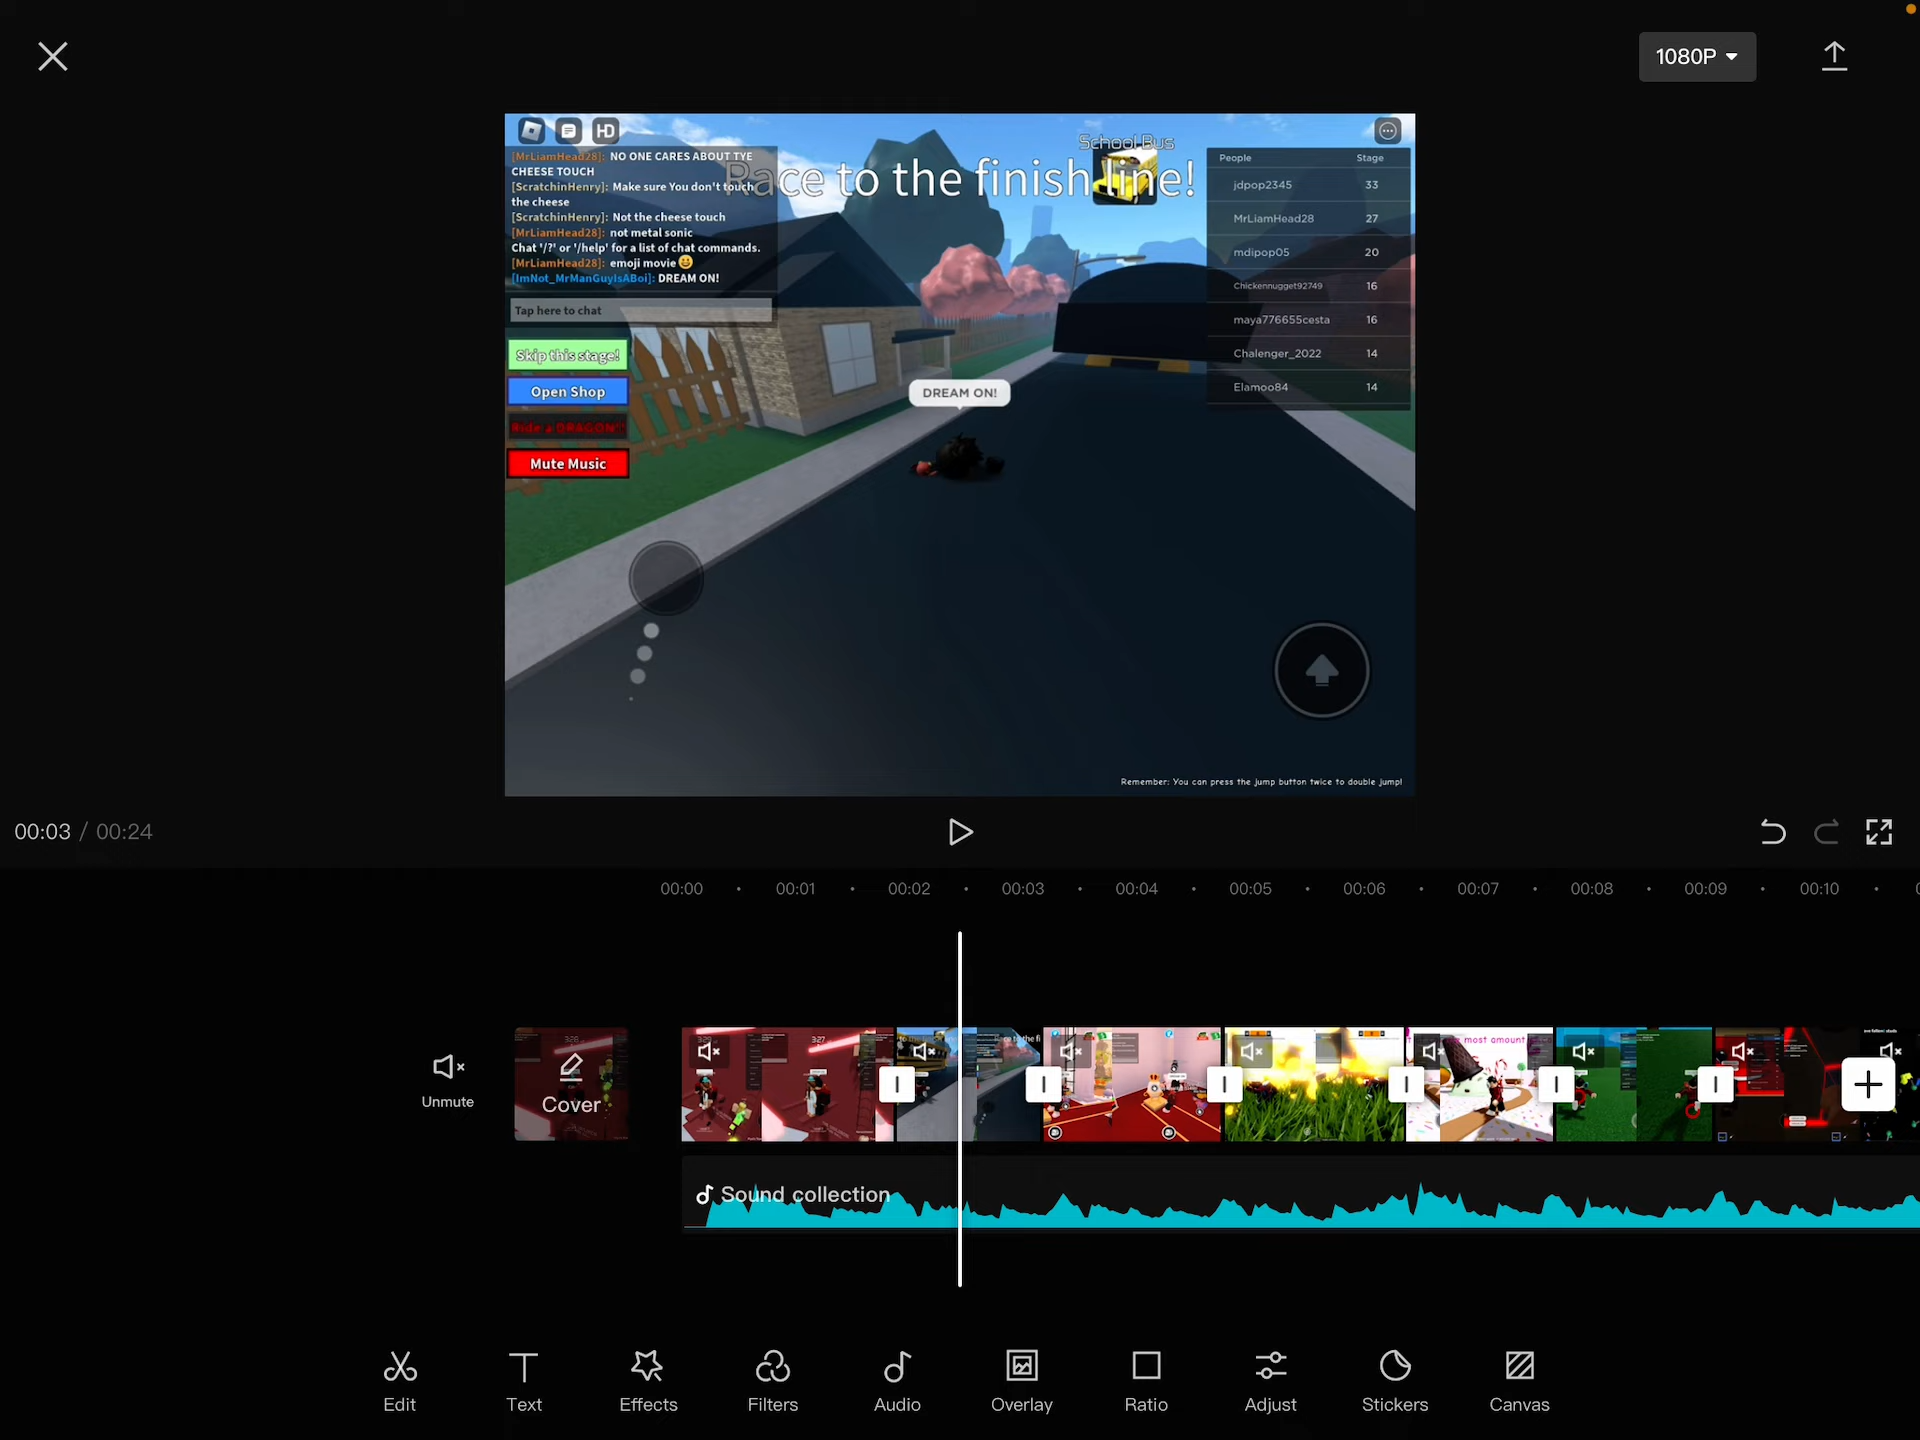 1080P
HD
School Bus
Race to the finish line!
[MrLiamHead28]: NO ONE CARES ABOUT TYE
CHEESE TOUCH
[ScratchinHenry]: Make sure You don't touch
the cheese
[ScratchinHenry]: Not the cheese touch
[MrLiamHead28]: not metal sonic
Chat '/?' or '/help' for a list of chat commands.
[MrLiamHead28]: emoji movie😃
[ImNot_MrManGuyIsABoi]: DREAM ON!
Tap here to chat
Skip this stage!
Open Shop
Ride a DRAGON!!
Mute Music
People Stage
jdpop2345 33
MrLiamHead28 27
mdipop05 20
Chickennugget92749 16
maya776655cesta 16
Chalenger_2022 14
Elamoo84 14
DREAM ON!
Remember: You can press the jump button twice to double jump!
00:03 / 00:24
00:00 00:01 00:02 00:03 00:04 00:05 00:06 00:07 00:08 00:09 00:10
Unmute
Cover
most amount
Sound collection
Edit
Text
Effects
Filters
Audio
Overlay
Ratio
Adjust
Stickers
Canvas